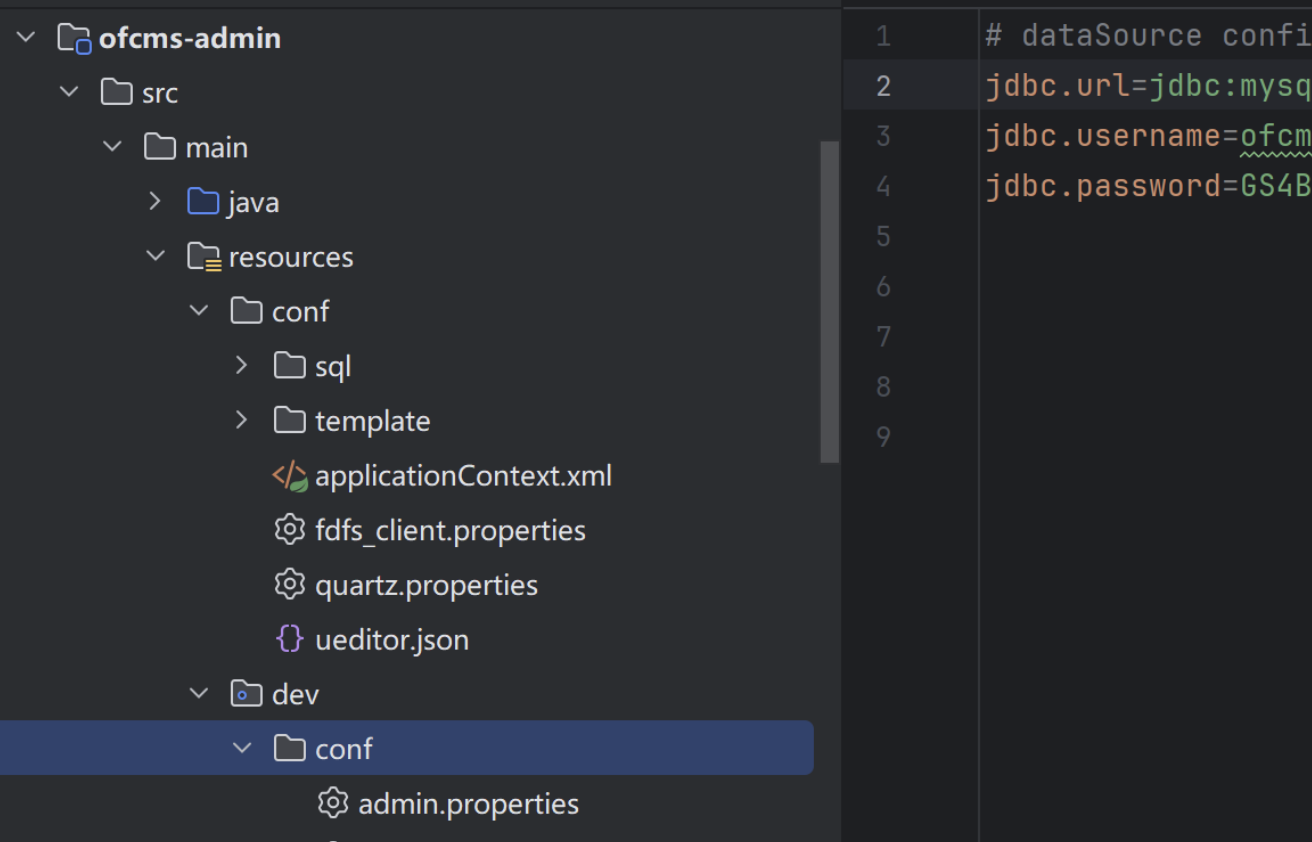 ofcms-admin
src
main
java
resources
conf
sql
template
applicationContext.xml
fdfs_client.properties
quartz.properties
ueditor.json
dev
conf
admin.properties
1 # dataSource confi
2 jdbc.url=jdbc:mysq
3 jdbc.username=ofcm
4 jdbc.password=GS4B
5
6
7
8
9